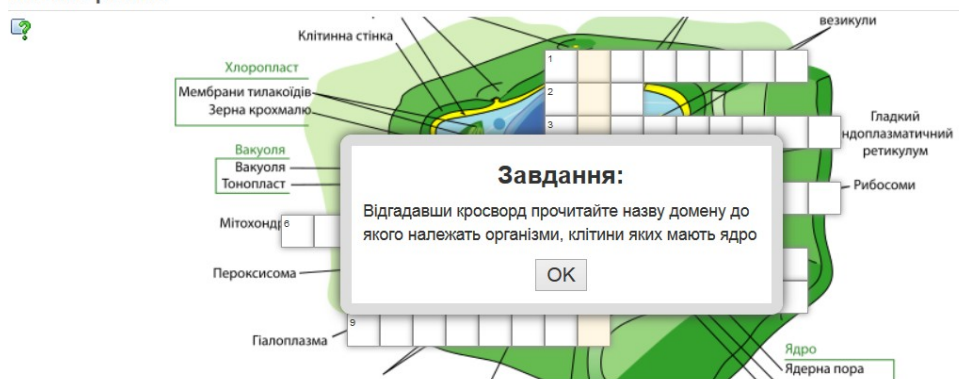 Клітинна стінка
везикули
Хлоропласт
Мембрани тилакоїдів
Зерна крохмалю
1
2
3
Гладкий
ндоплазматичний
ретикулум
Вакуоля
Вакуоля
Тонопласт
Завдання:
Відгадавши кросворд прочитайте назву домену до
якого належать організми, клітини яких мають ядро
OK
Рибосоми
Мітохондр
6
Пероксисома
9
Гіалоплазма
Ядро
Ядерна пора